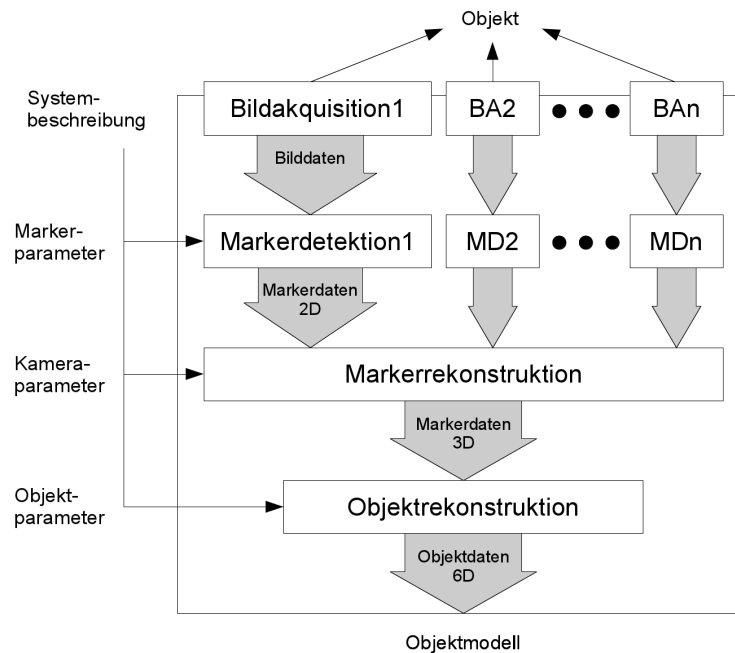 Objekt
System-
beschreibung
Bildakquisition1
BA2
BAn
Bilddaten
Marker-
parameter
Markerdetektion1
MD2
MDn
Markerdaten
2D
Kamera-
parameter
Markerrekonstruktion
Markerdaten
3D
Objekt-
parameter
Objektrekonstruktion
Objektdaten
6D
Objektmodell